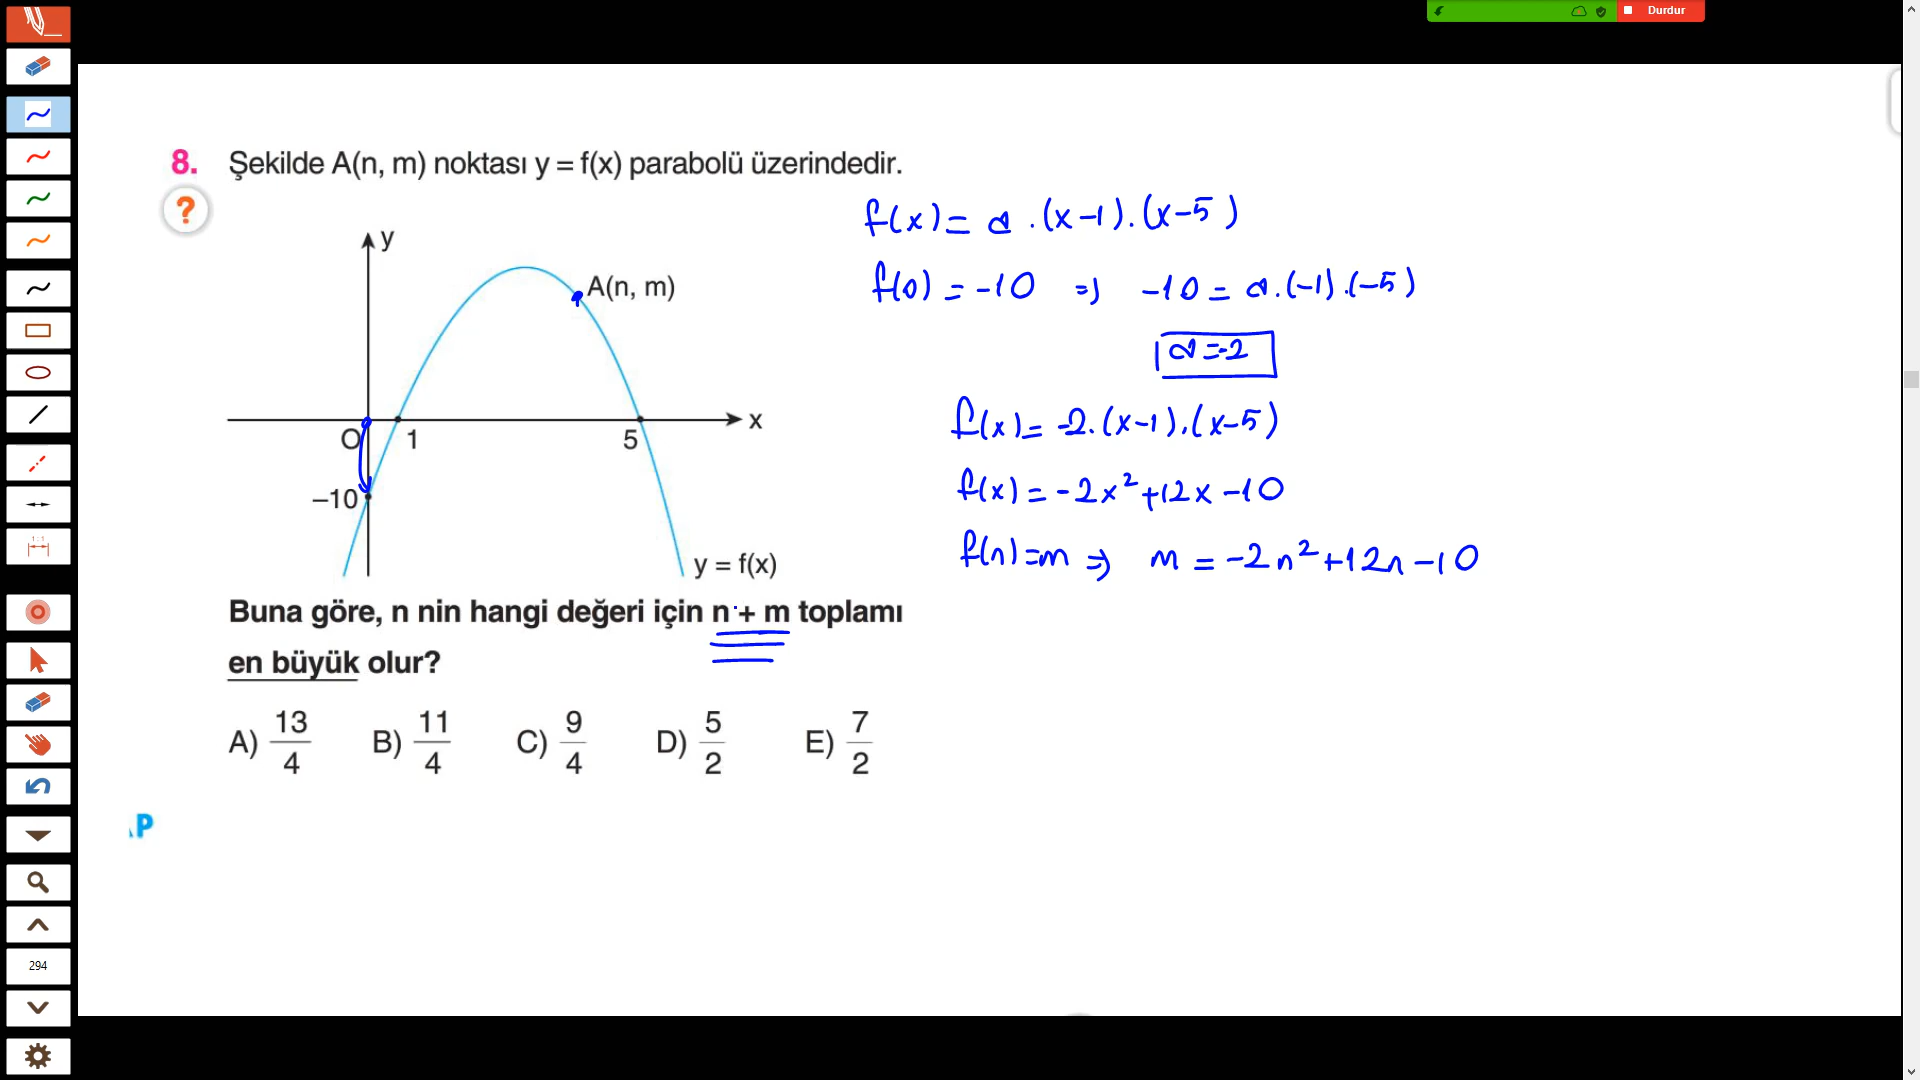 Durdur
8. Şekilde A(n, m) noktası y = f(x) parabolü üzerindedir.
?
f(x) = a . (x-1) . (x-5)
y
A(n, m)
f(0) = -10 => -10 = a.(-1).(-5)
a = -2
x
O 1 5
f(x) = -2.(x-1).(x-5)
-10
f(x) = -2x²+12x-10
y = f(x)
f(n)=m => m = -2n²+12n-10
Buna göre, n nin hangi değeri için n + m toplamı
en büyük olur?
A) 13/4 B) 11/4 C) 9/4 D) 5/2 E) 7/2
P
294
1:1